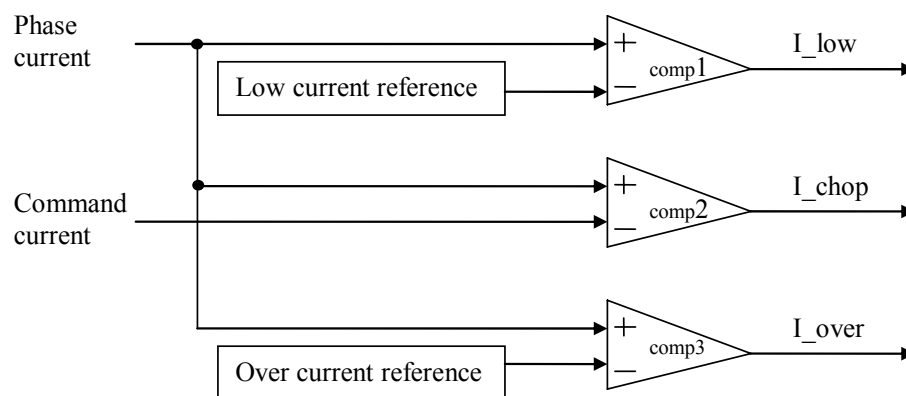 Phase
current
I_low
+
comp1
−
Low current reference
Command
current
I_chop
+
comp2
−
I_over
+
comp3
−
Over current reference